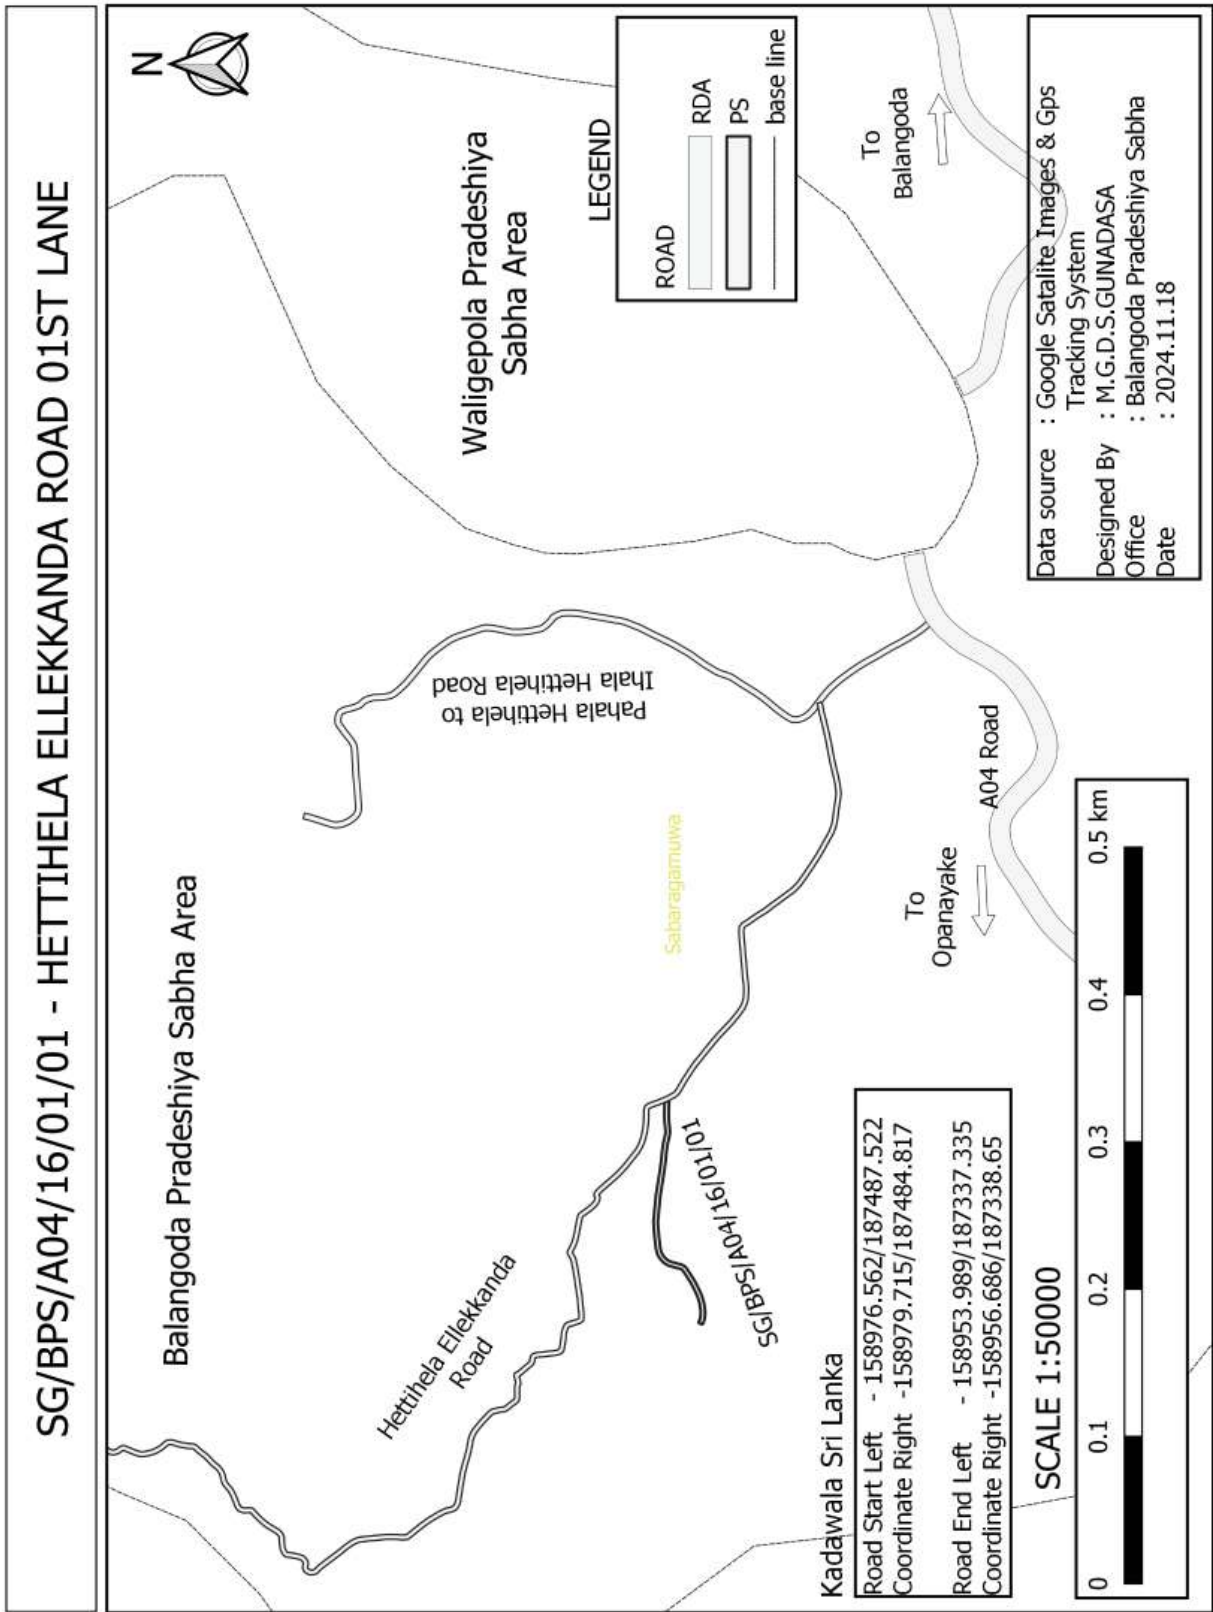 SG/BPS/A04/16/01/01 - HETTIHELA ELLEKANDA ROAD 01ST LANE
N
Balangoda Pradeshiya Sabha Area
Waligepola Pradeshiya
Sabha Area
LEGEND
ROAD
RDA
PS
base line
Pahala Hettihela to
Ihala Hettihela Road
Hettihela Ellekkanda
Road
Sabaragamuwa
SG/BPS/A04/16/01/01
To
Balangoda
A04 Road
To
Opanayake
Kadawala Sri Lanka
Road Start Left - 158976.562/187487.522
Coordinate Right -158979.715/187484.817
Road End Left - 158953.989/187337.335
Coordinate Right -158956.686/187338.65
SCALE 1:50000
0 0.1 0.2 0.3 0.4 0.5 km
Data source : Google Satalite Images & Gps
Tracking System
Designed By : M.G.D.S.GUNADASA
Office : Balangoda Pradeshiya Sabha
Date : 2024.11.18